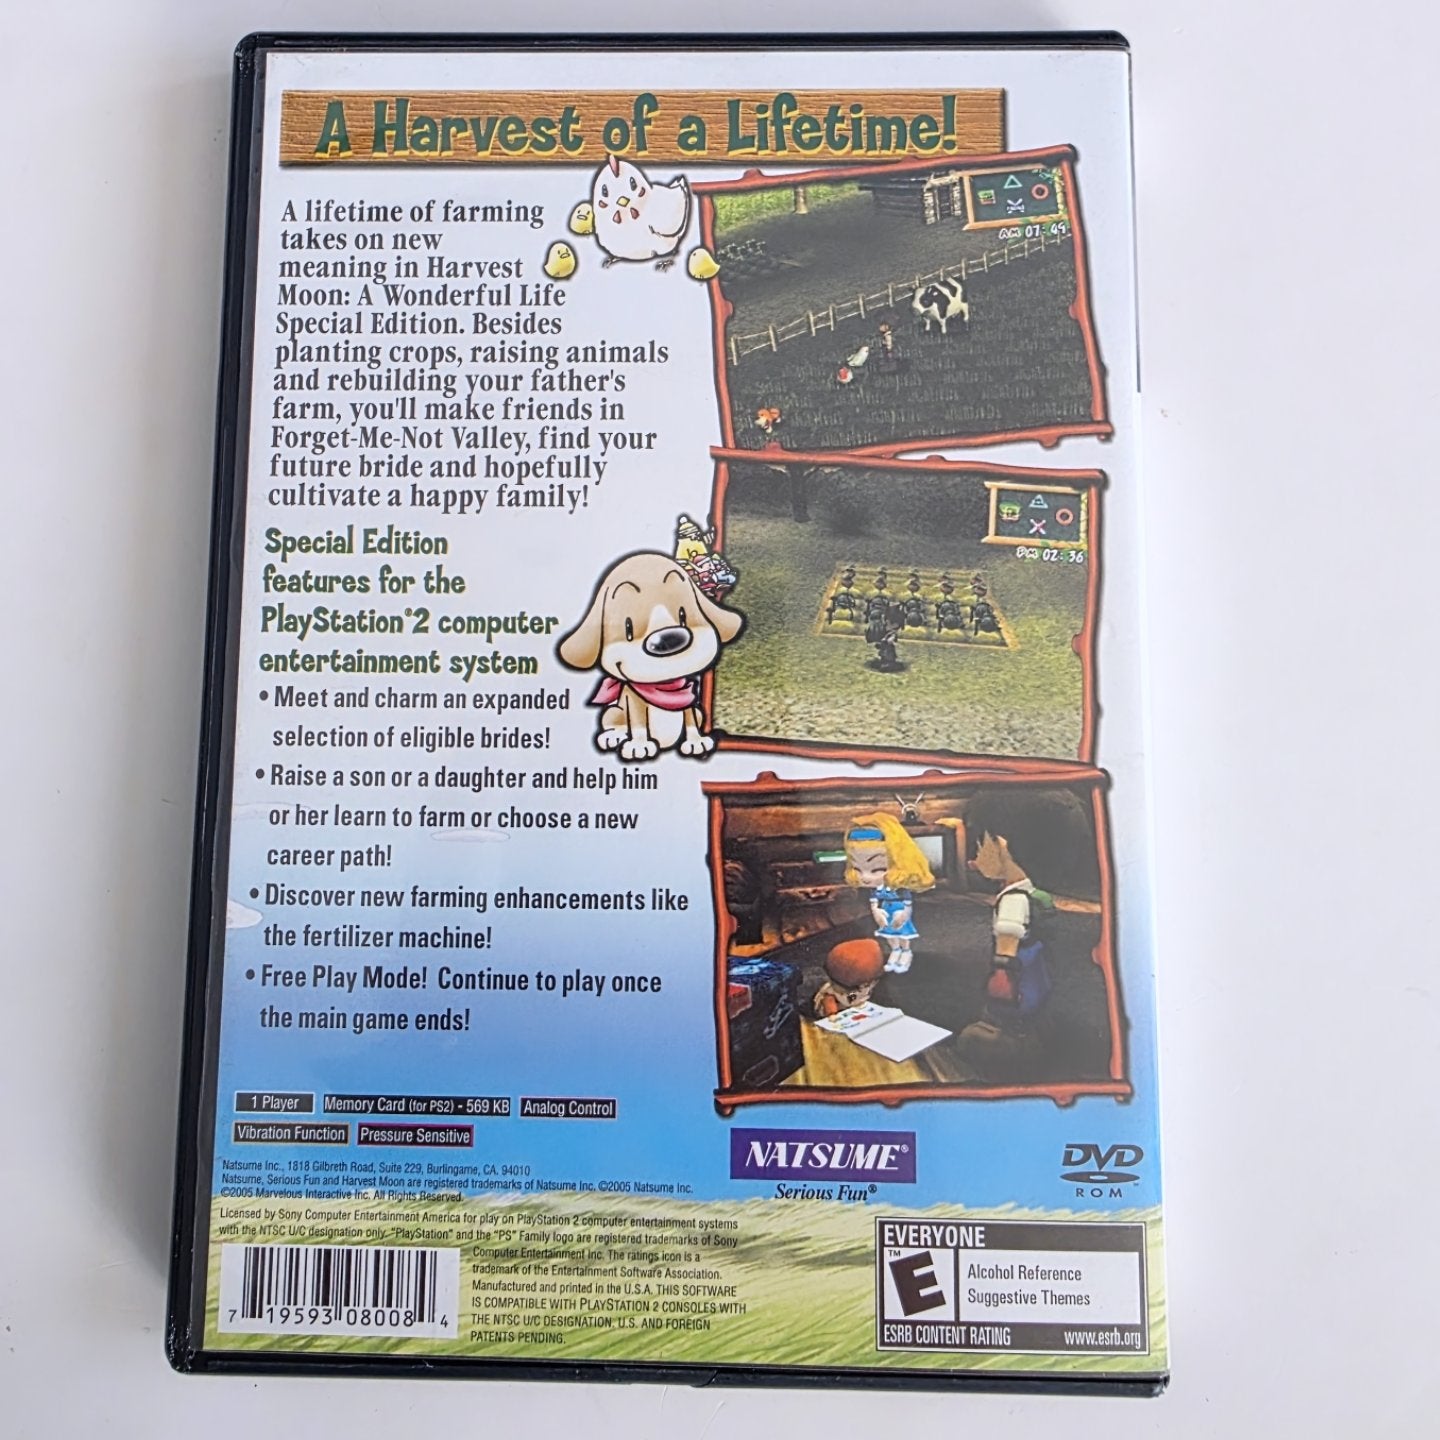 A Harvest of a Lifetime!
A lifetime of farming
takes on new
meaning in Harvest
Moon: A Wonderful Life
Special Edition. Besides
planting crops, raising animals
and rebuilding your father's
farm, you'll make friends in
Forget-Me-Not Valley, find your
future bride and hopefully
cultivate a happy family!
AM 07:49
Special Edition
features for the
PlayStation®2 computer
entertainment system
PM 02:36
• Meet and charm an expanded
selection of eligible brides!
• Raise a son or a daughter and help him
or her learn to farm or choose a new
career path!
• Discover new farming enhancements like
the fertilizer machine!
• Free Play Mode! Continue to play once
the main game ends!
1 Player Memory Card (for PS2) - 569 KB Analog Control
Vibration Function Pressure Sensitive
NATSUME®
Serious Fun®
DVD™
ROM
Natsume Inc., 1818 Gilbreth Road, Suite 229, Burlingame, CA. 94010
Natsume, Serious Fun and Harvest Moon are registered trademarks of Natsume Inc. ©2005 Natsume Inc.
©2005 Marvelous Interactive Inc. All Rights Reserved.
Licensed by Sony Computer Entertainment America for play on PlayStation 2 computer entertainment systems
with the NTSC U/C designation only. "PlayStation" and the "PS" Family logo are registered trademarks of Sony
Computer Entertainment Inc. The ratings icon is a
trademark of the Entertainment Software Association.
Manufactured and printed in the U.S.A. THIS SOFTWARE
IS COMPATIBLE WITH PLAYSTATION 2 CONSOLES WITH
THE NTSC U/C DESIGNATION. U.S. AND FOREIGN
PATENTS PENDING.
7 19593 08008 4
EVERYONE
™
E
Alcohol Reference
Suggestive Themes
ESRB CONTENT RATING www.esrb.org